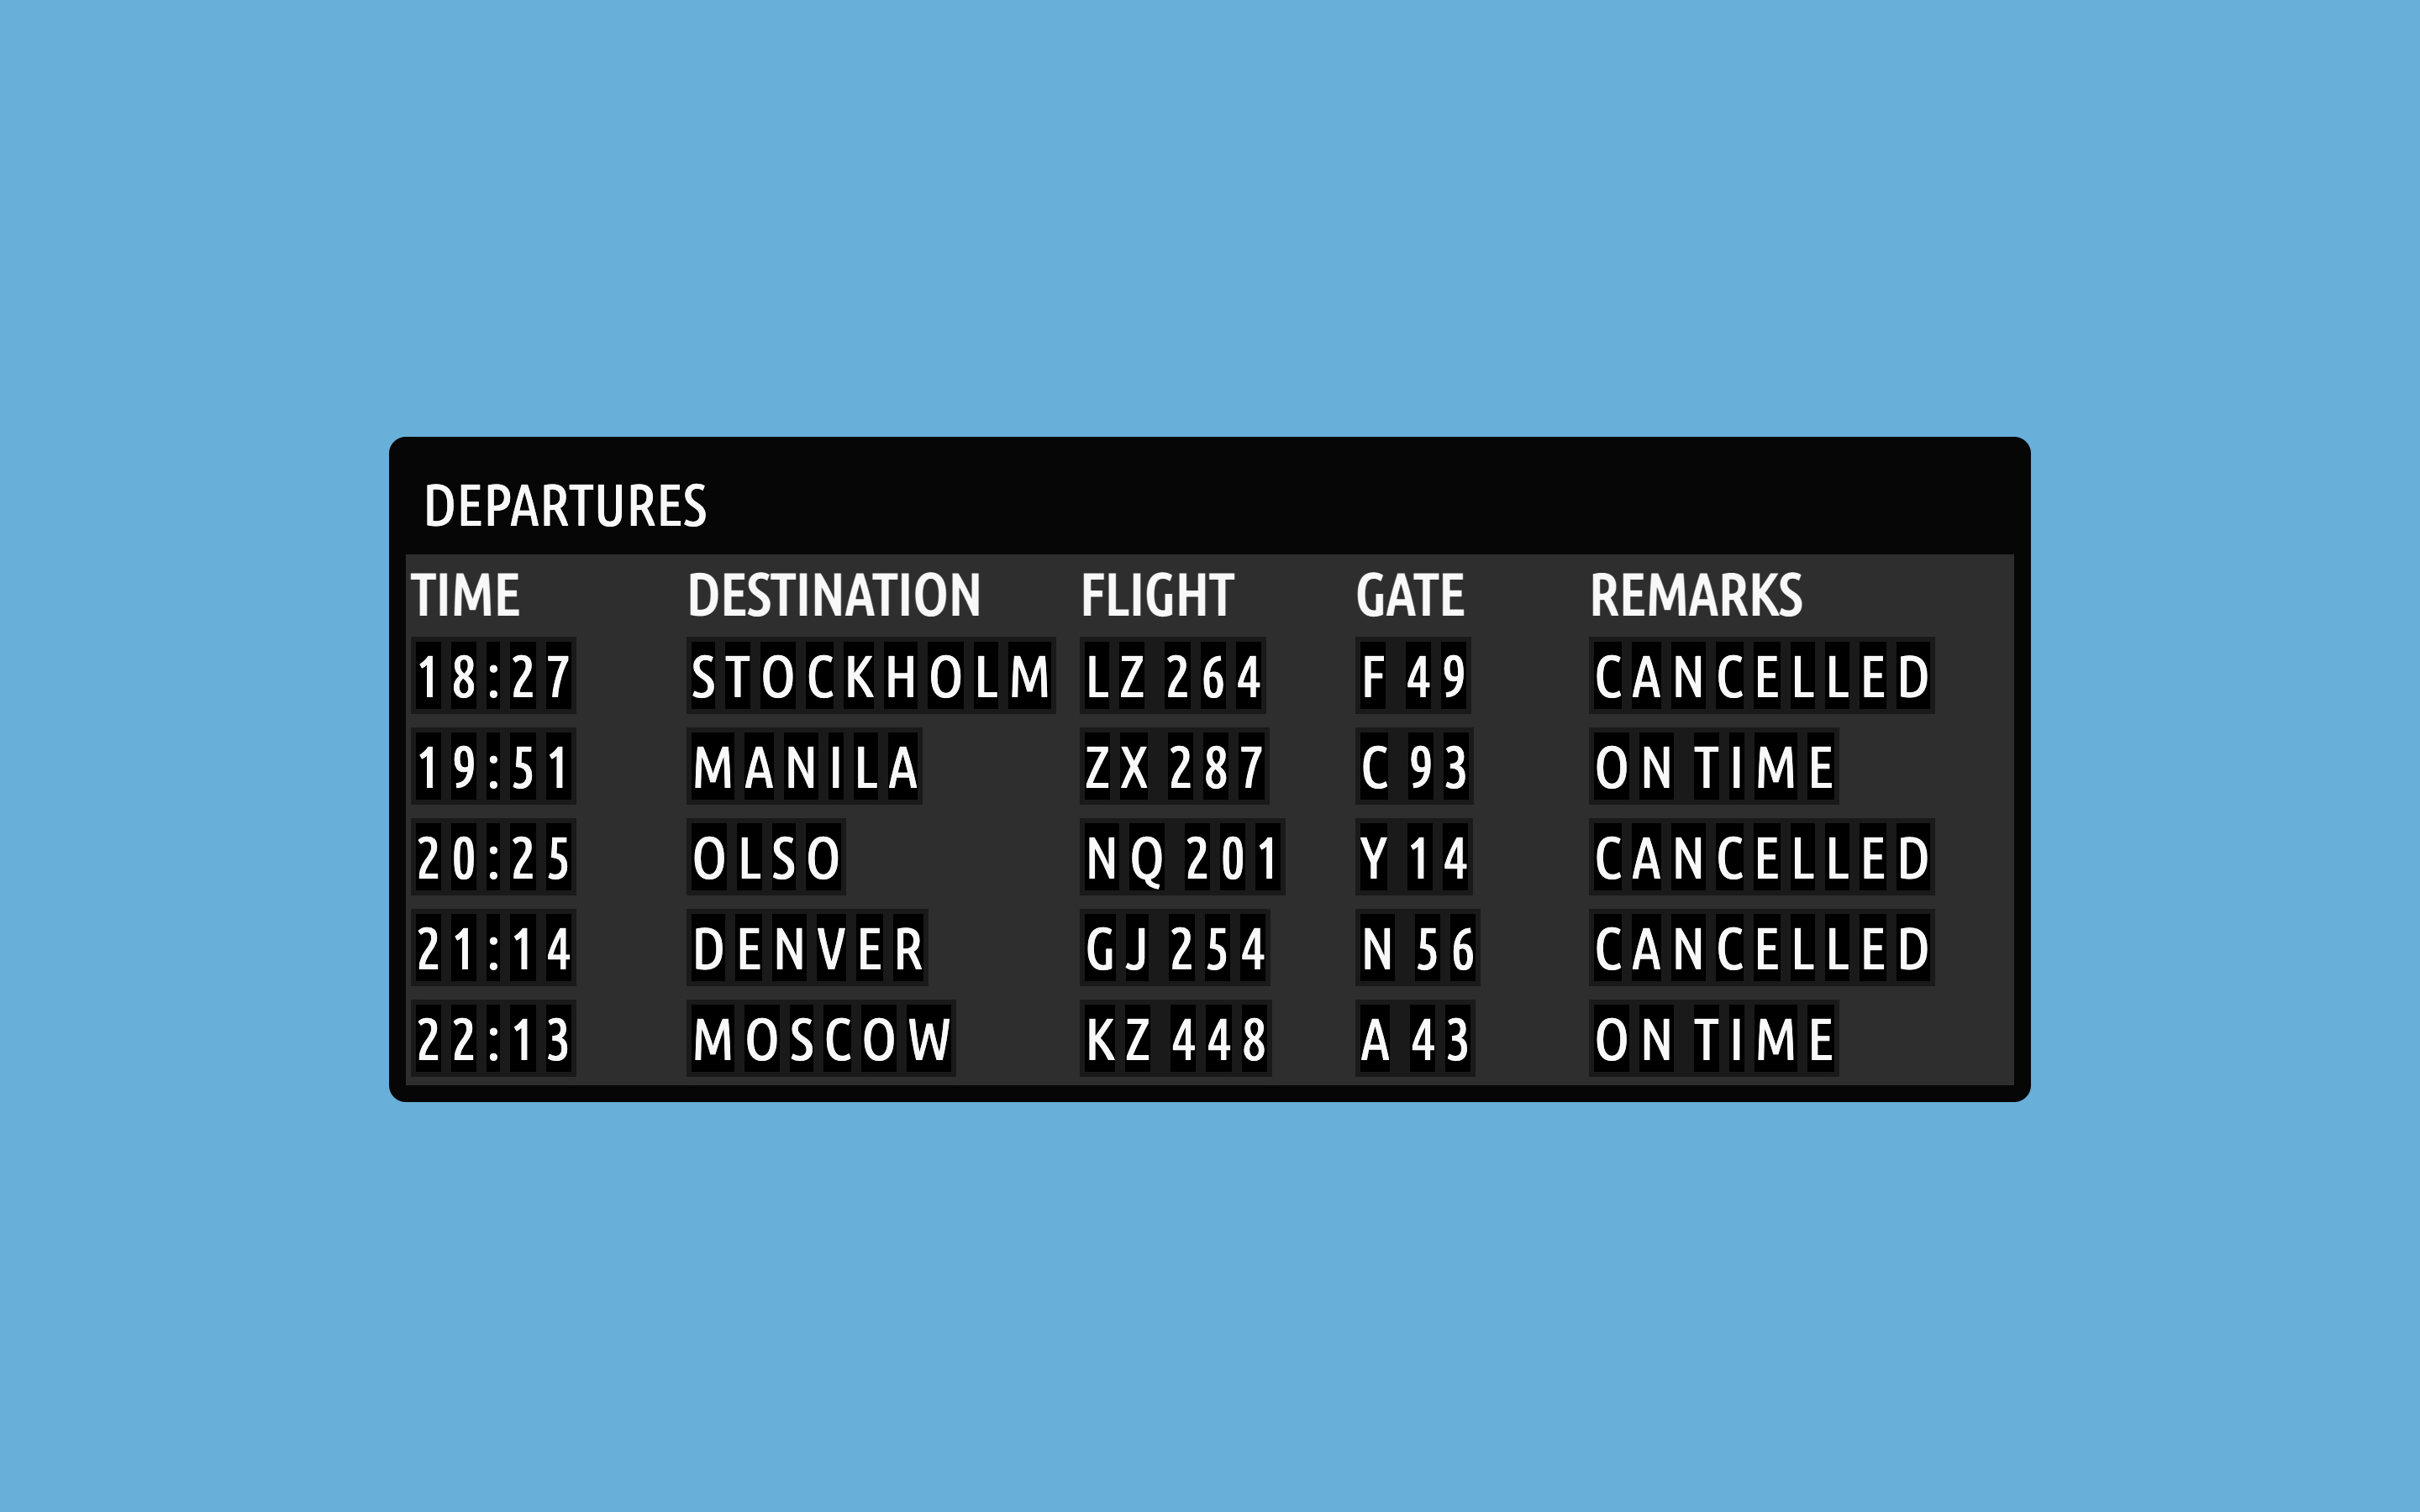 DEPARTURES
TIME DESTINATION FLIGHT GATE REMARKS
18:27 STOCKHOLM LZ 264 F 49 CANCELLED
19:51 MANILA ZX 287 C 93 ON TIME
20:25 OLSO NQ 201 Y 14 CANCELLED
21:14 DENVER GJ 254 N 56 CANCELLED
22:13 MOSCOW KZ 448 A 43 ON TIME